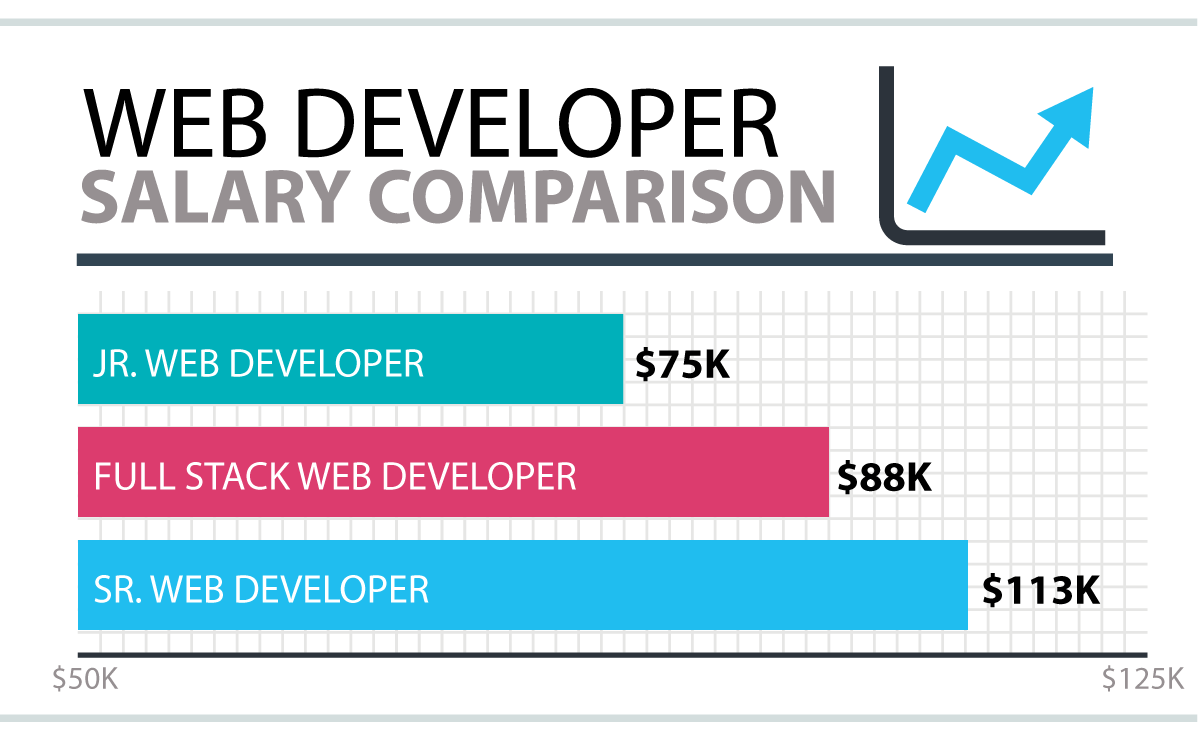 WEB DEVELOPER
SALARY COMPARISON
JR. WEB DEVELOPER $75K
FULL STACK WEB DEVELOPER $88K
SR. WEB DEVELOPER $113K
$50K $125K